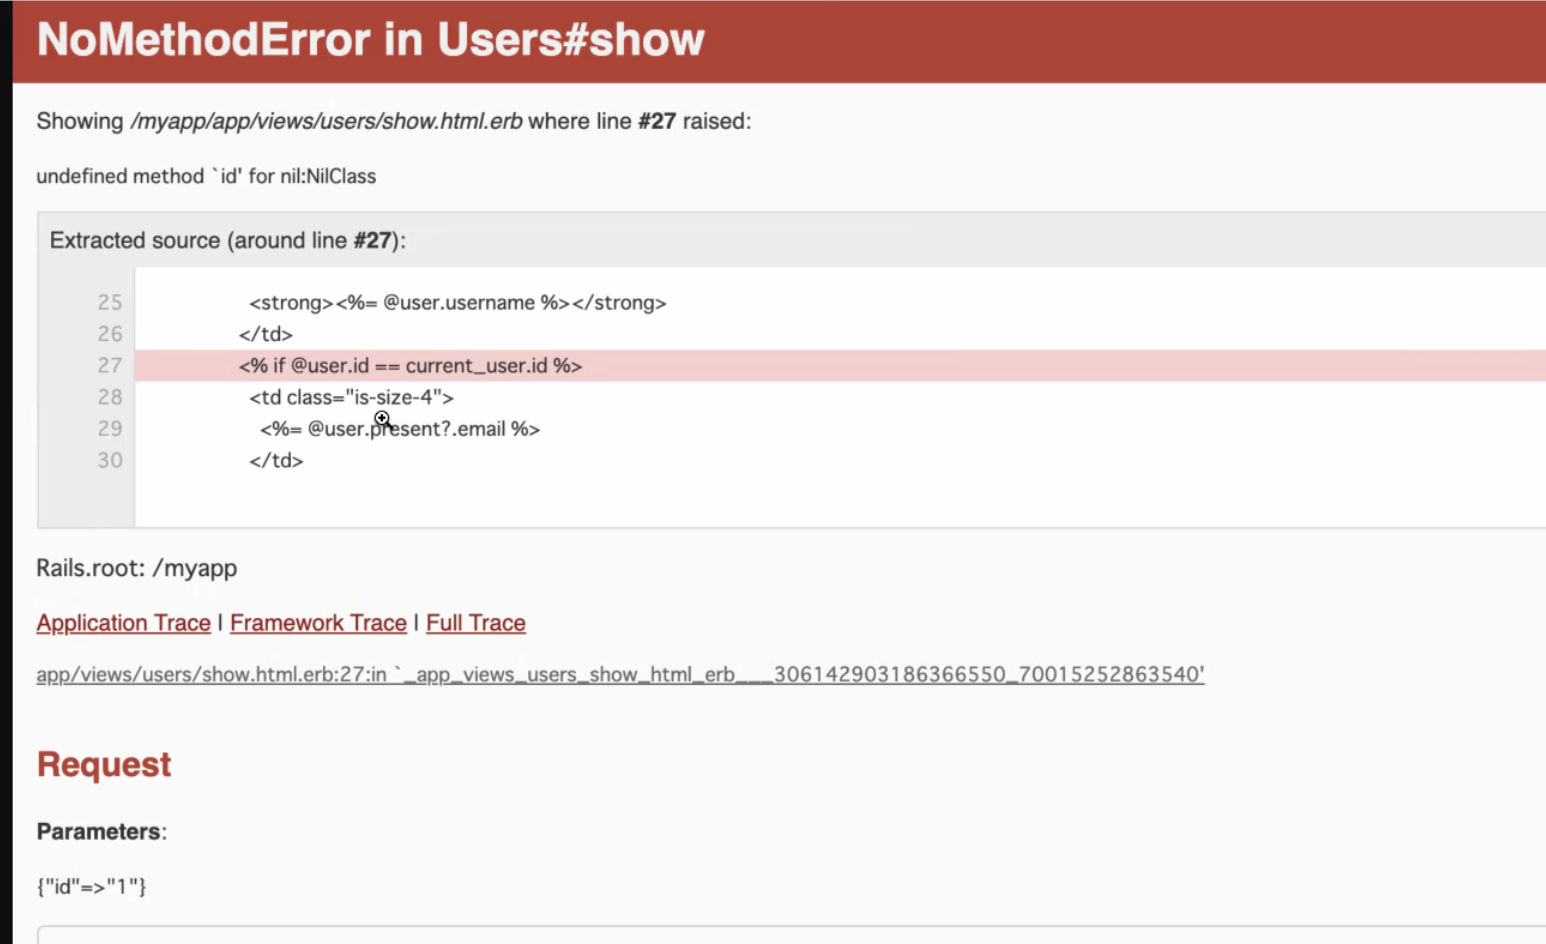 NoMethodError in Users#show
Showing /myapp/app/views/users/show.html.erb where line #27 raised:
undefined method `id' for nil:NilClass
Extracted source (around line #27):
25 <strong><%= @user.username %></strong>
26 </td>
27 <% if @user.id == current_user.id %>
28 <td class="is-size-4">
29 <%= @user.present?.email %>
30 </td>
Rails.root: /myapp
Application Trace | Framework Trace | Full Trace
app/views/users/show.html.erb:27:in `_app_views_users_show_html_erb___306142903186366550_70015252863540'
Request
Parameters:
{"id"=>"1"}